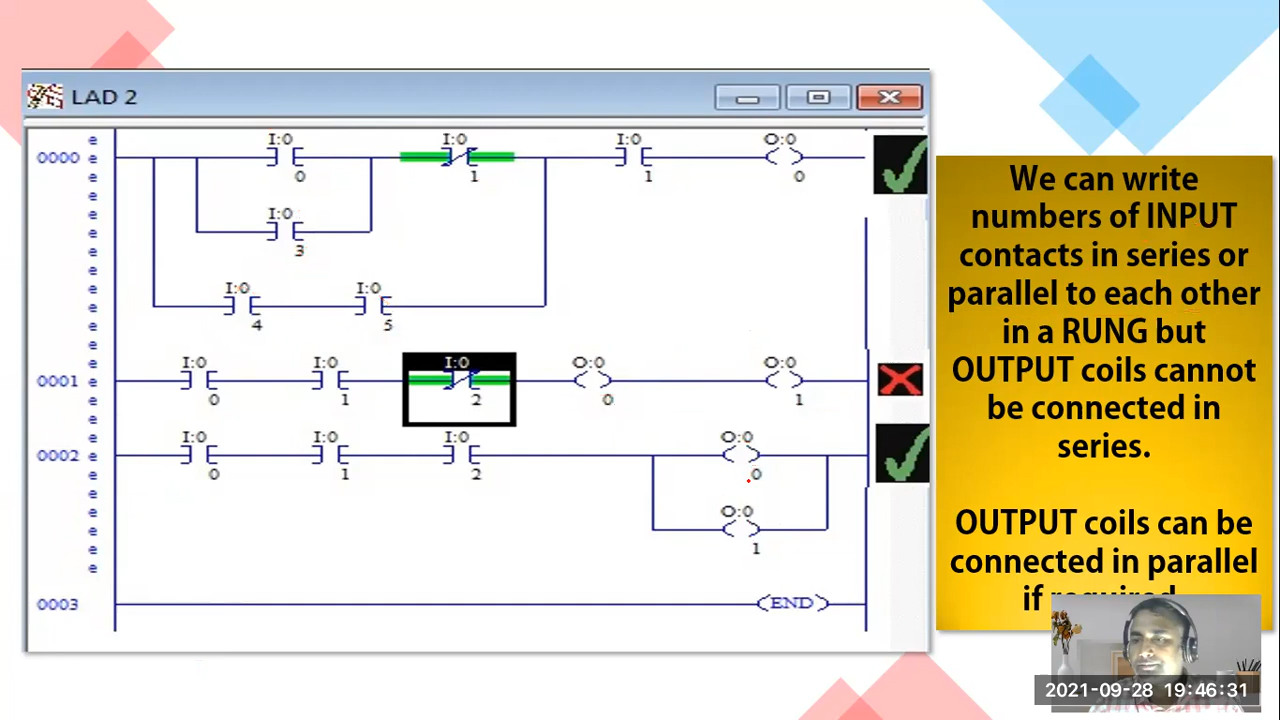 LAD 2
I:0 I:0 I:0 O:0
e
0000 e
0 1 1 0
e
e
I:0
e
e
3
e
I:0 I:0
e
e
4 5
e
I:0 I:0 I:0 O:0 O:0
e
0001 e
0 1 2 0 1
e
I:0 I:0 I:0 O:0
e
0002 e
0 1 2 0
e
O:0
e
e
1
e
0003 (END)
We can write
numbers of INPUT
contacts in series or
parallel to each other
in a RUNG but
OUTPUT coils cannot
be connected in
series.
OUTPUT coils can be
connected in parallel
if required.
2021-09-28 19:46:31